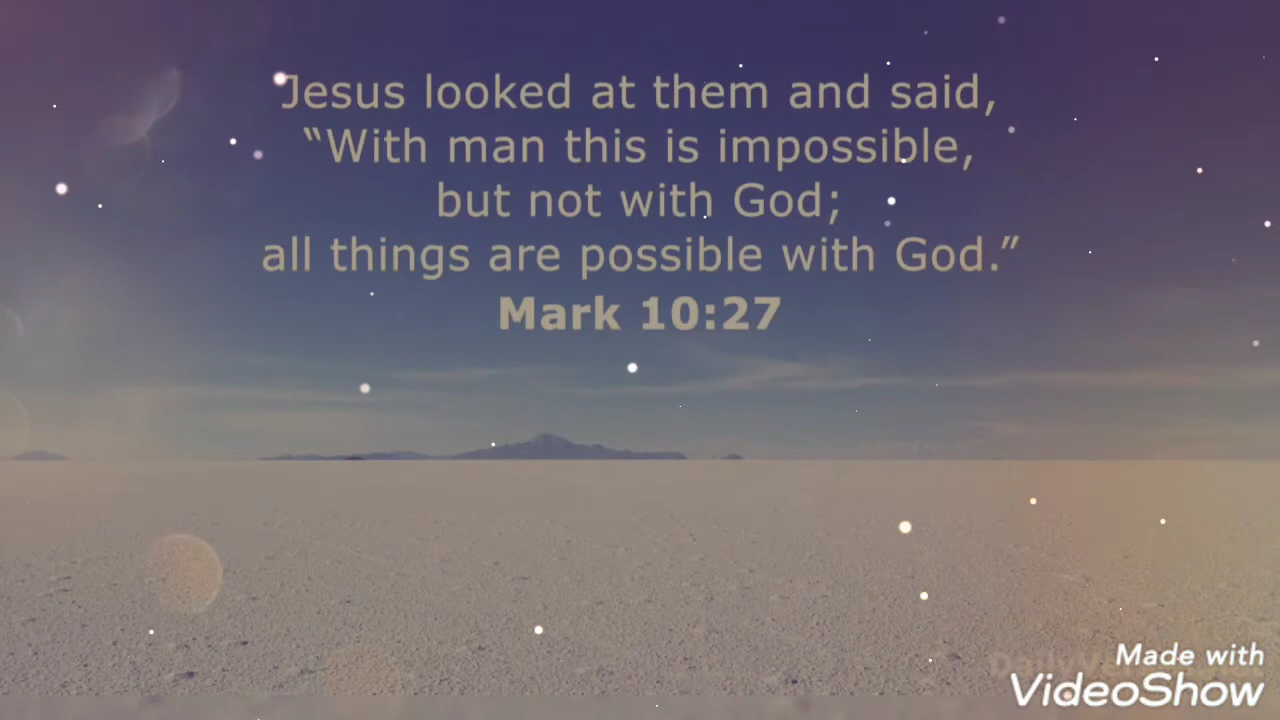 Jesus looked at them and said,
“With man this is impossible,
but not with God;
all things are possible with God.”
Mark 10:27
Made with
VideoShow